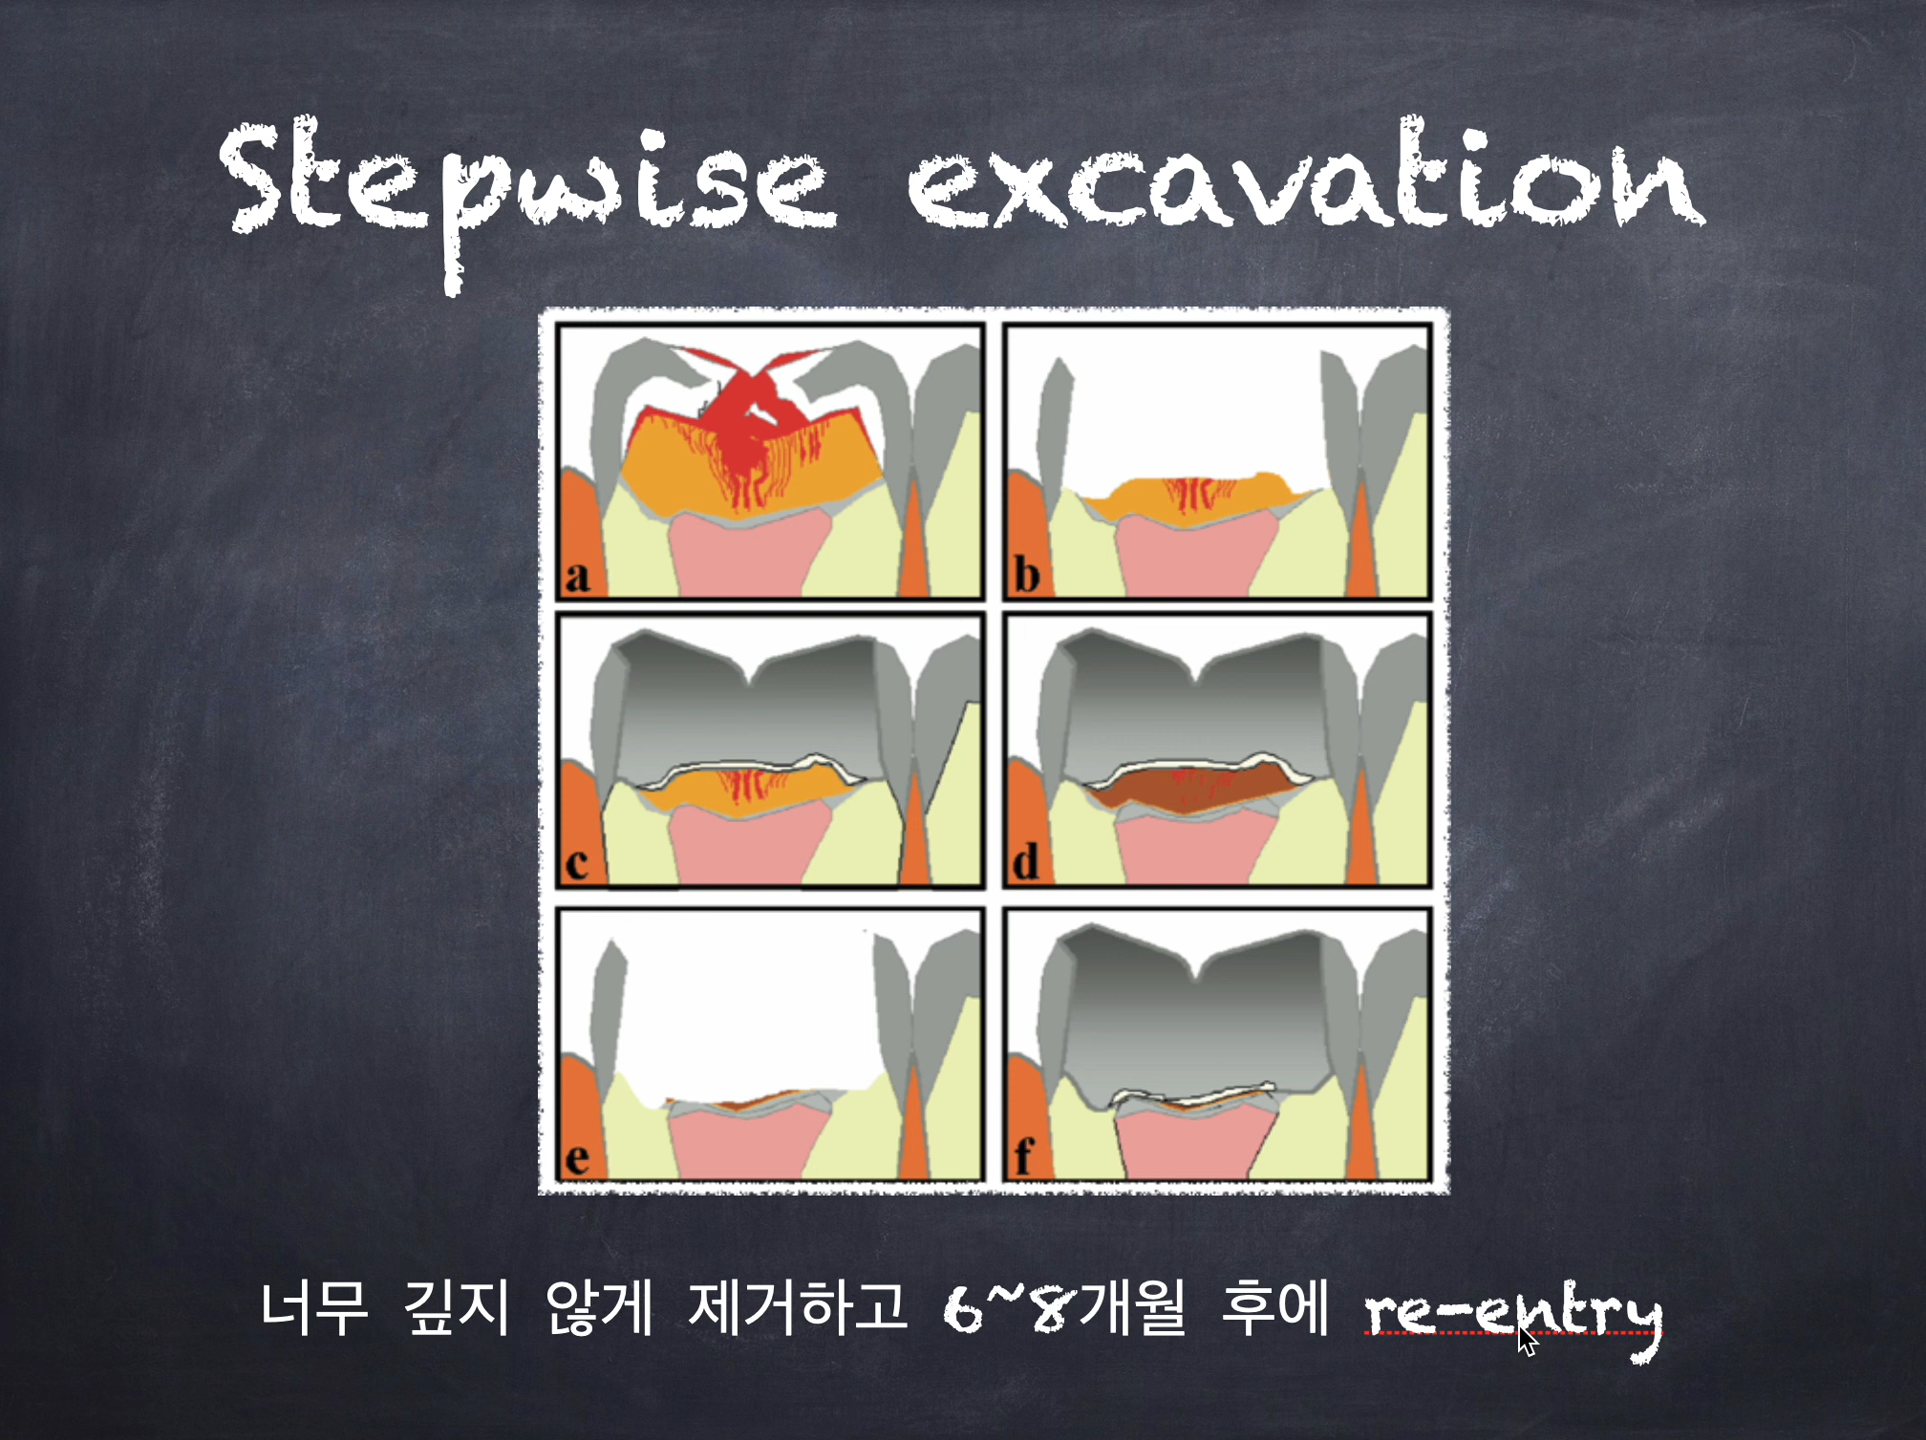 Stepwise excavation
a
b
c
d
e
f
너무 깊지 않게 제거하고 6~8개월 후에 re-entry